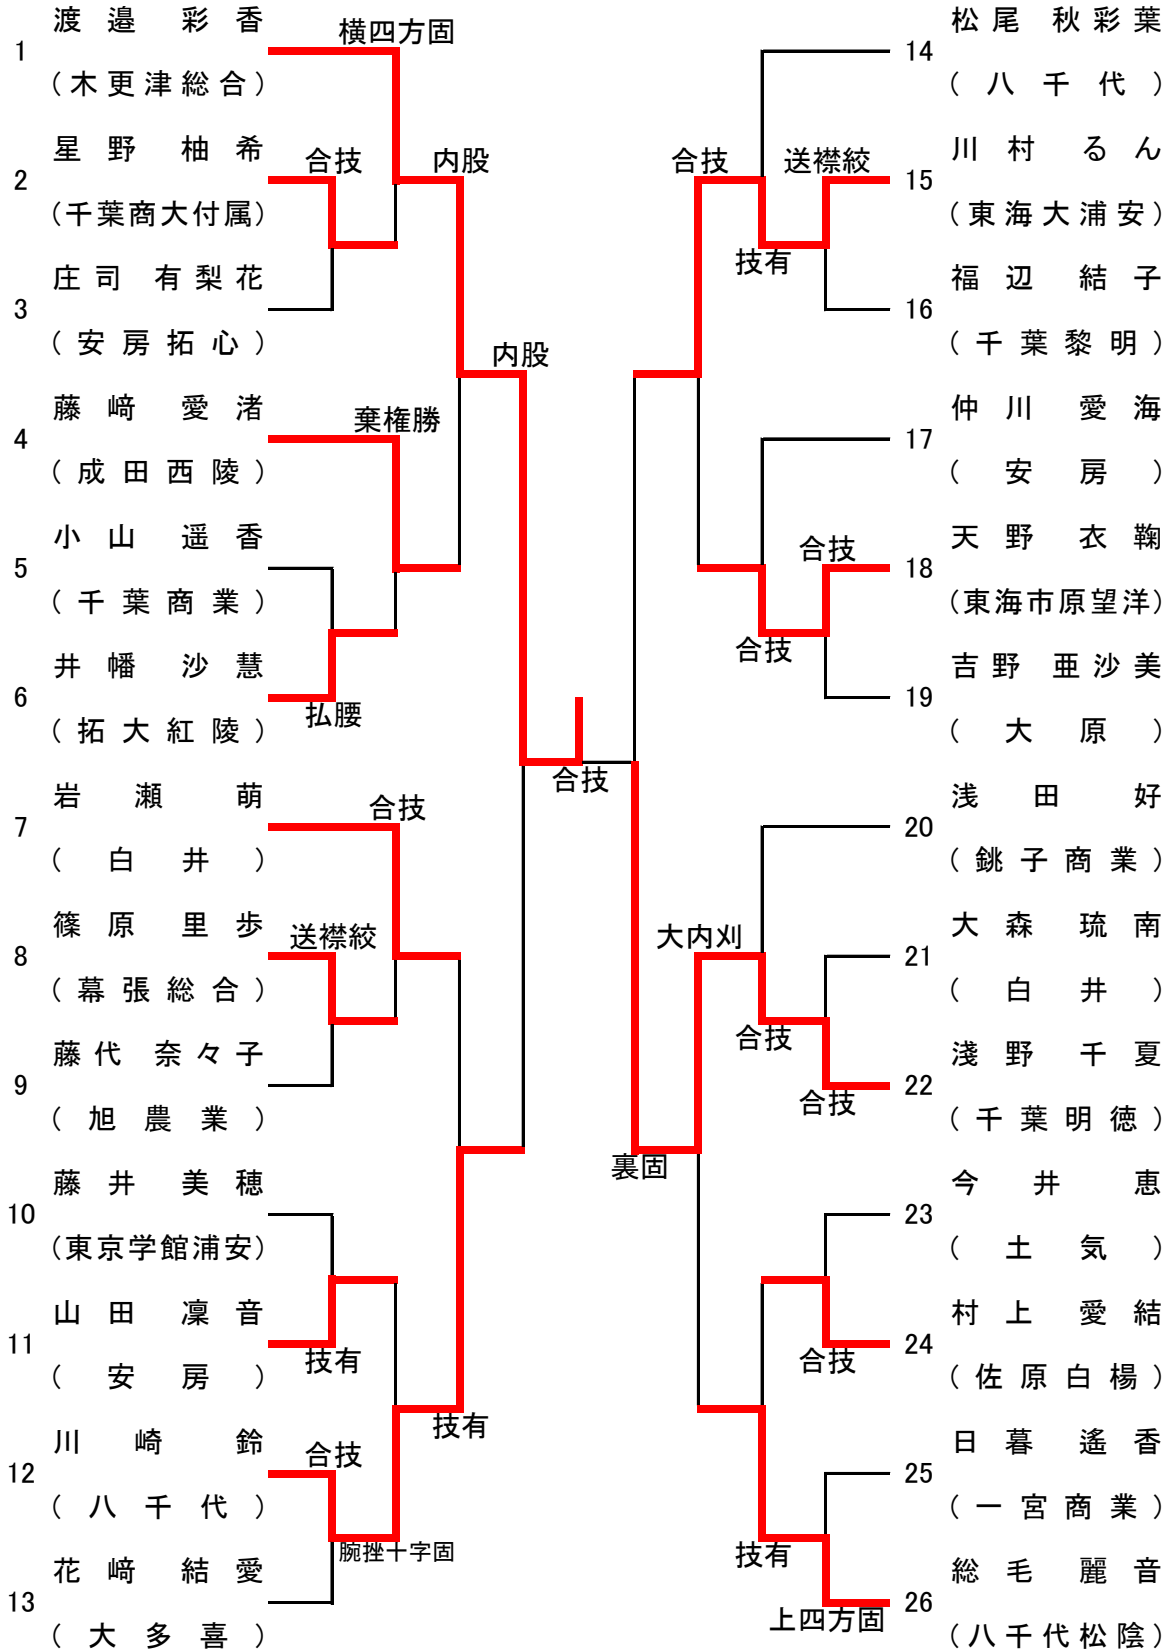 1 渡邉 彩香
(木更津総合)
横四方固
2 星野 柚希
(千葉商大付属)
合技
内股
3 庄司 有梨花
(安房拓心)
内股
4 藤﨑 愛渚
(成田西陵)
棄権勝
5 小山 遥香
(千葉商業)
6 井幡 沙慧
(拓大紅陵)
払腰
合技
7 岩瀬 萌
(白井)
合技
8 篠原 里歩
(幕張総合)
送襟絞
9 藤代 奈々子
(旭農業)
10 藤井 美穂
(東京学館浦安)
11 山田 凜音
(安房)
技有
技有
12 川崎 鈴
(八千代)
合技
腕挫十字固
13 花﨑 結愛
(大多喜)
14 松尾 秋彩葉
(八千代)
合技
送襟絞
15 川村 るん
(東海大浦安)
技有
16 福辺 結子
(千葉黎明)
17 仲川 愛海
(安房)
合技
18 天野 衣鞠
(東海市原望洋)
合技
19 吉野 亜沙美
(大原)
20 浅田 好
(銚子商業)
大内刈
21 大森 琉南
(白井)
合技
22 淺野 千夏
(千葉明徳)
合技
裏固
23 今井 恵
(土気)
24 村上 愛結
(佐原白楊)
合技
25 日暮 遙香
(一宮商業)
技有
26 総毛 麗音
(八千代松陰)
上四方固